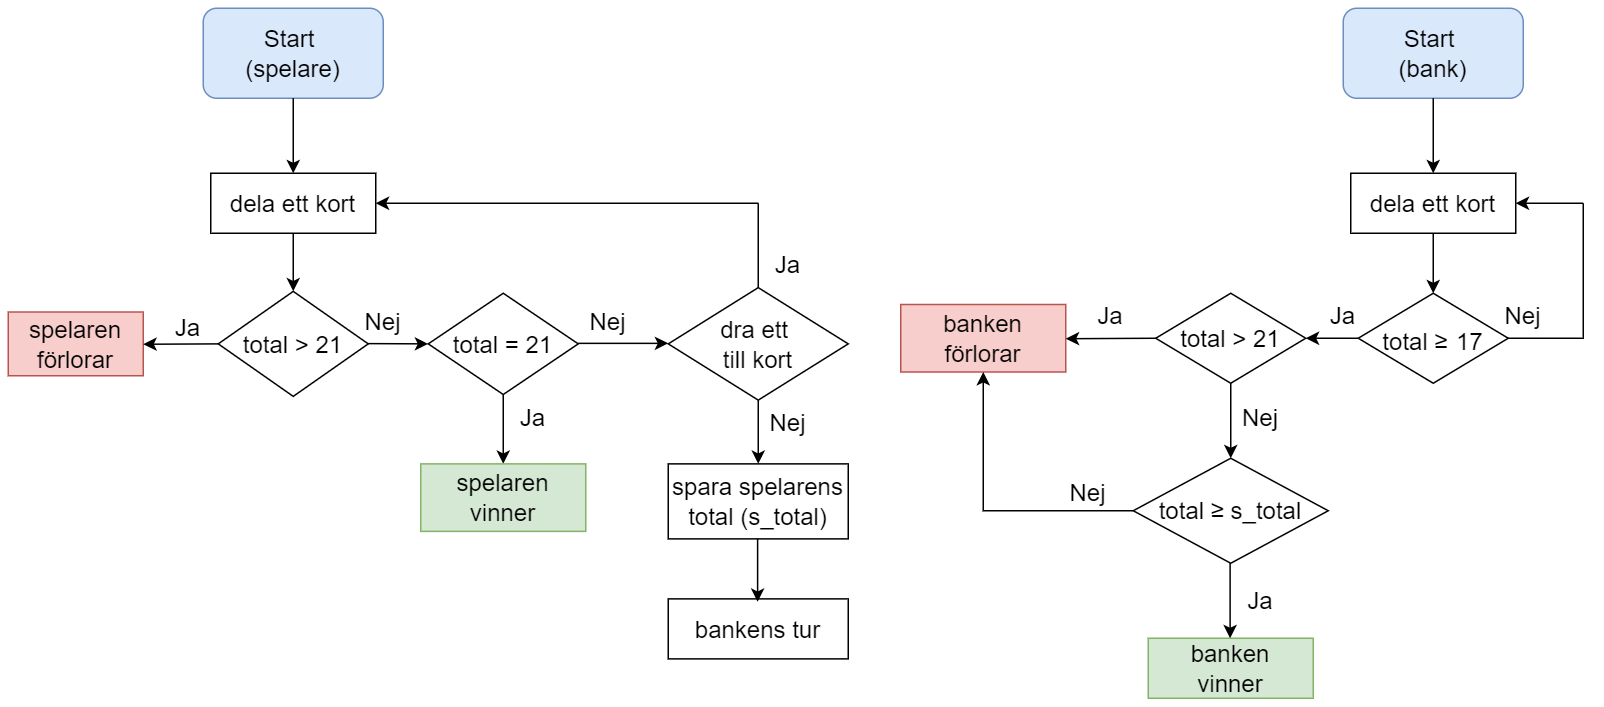 Start
(spelare)
dela ett kort
Ja
spelaren
förlorar
Ja
total > 21
Nej
total = 21
Nej
dra ett
till kort
Ja
spelaren
vinner
Nej
spara spelarens
total (s_total)
bankens tur
Start
(bank)
dela ett kort
banken
förlorar
Ja
total > 21
Ja
total ≥ 17
Nej
Nej
Nej
total ≥ s_total
Ja
banken
vinner